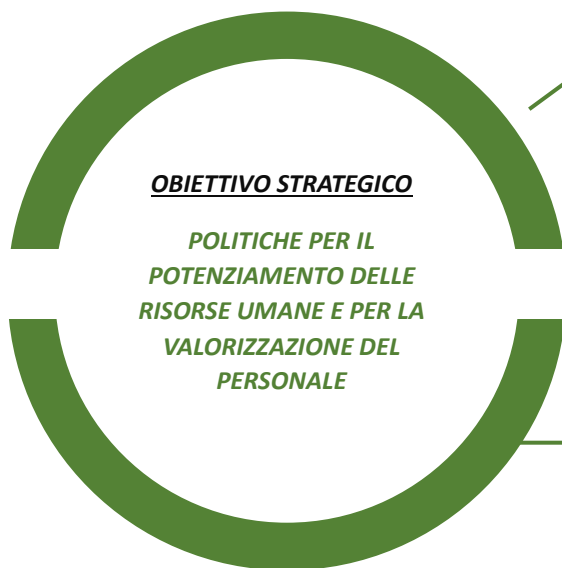 OBIETTIVO STRATEGICO
POLITICHE PER IL
POTENZIAMENTO DELLE
RISORSE UMANE E PER LA
VALORIZZAZIONE DEL
PERSONALE